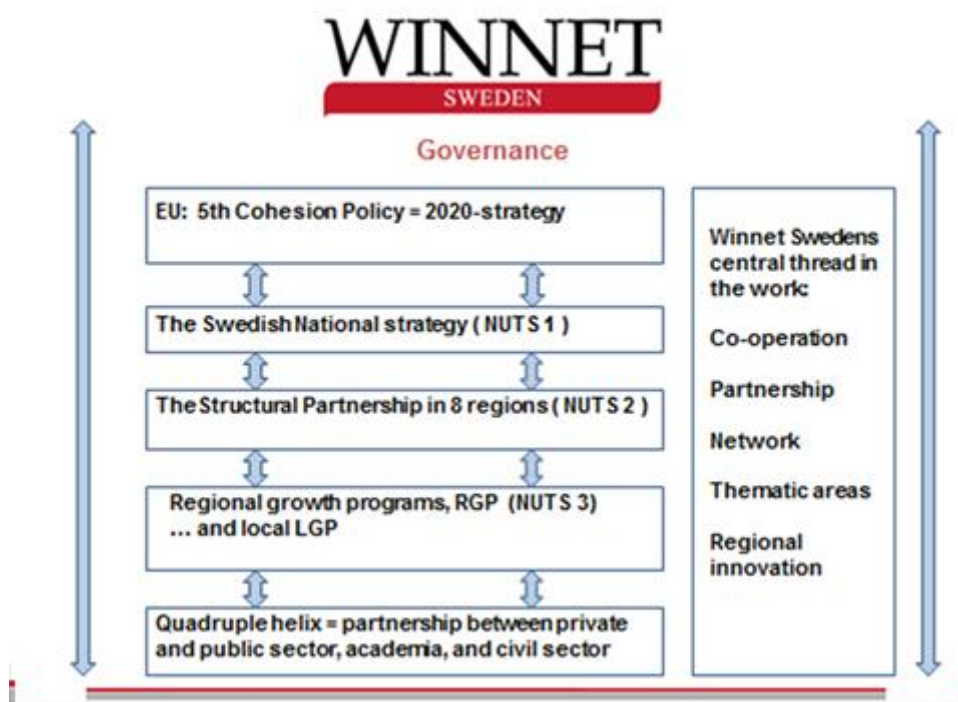 WINNET
SWEDEN
Governance
EU: 5th Cohesion Policy = 2020-strategy
The Swedish National strategy ( NUTS 1 )
The Structural Partnership in 8 regions ( NUTS 2 )
Regional growth programs, RGP (NUTS 3)
... and local LGP
Quadruple helix = partnership between private
and public sector, academia, and civil sector
Winnet Swedens
central thread in
the work:
Co-operation
Partnership
Network
Thematic areas
Regional
innovation